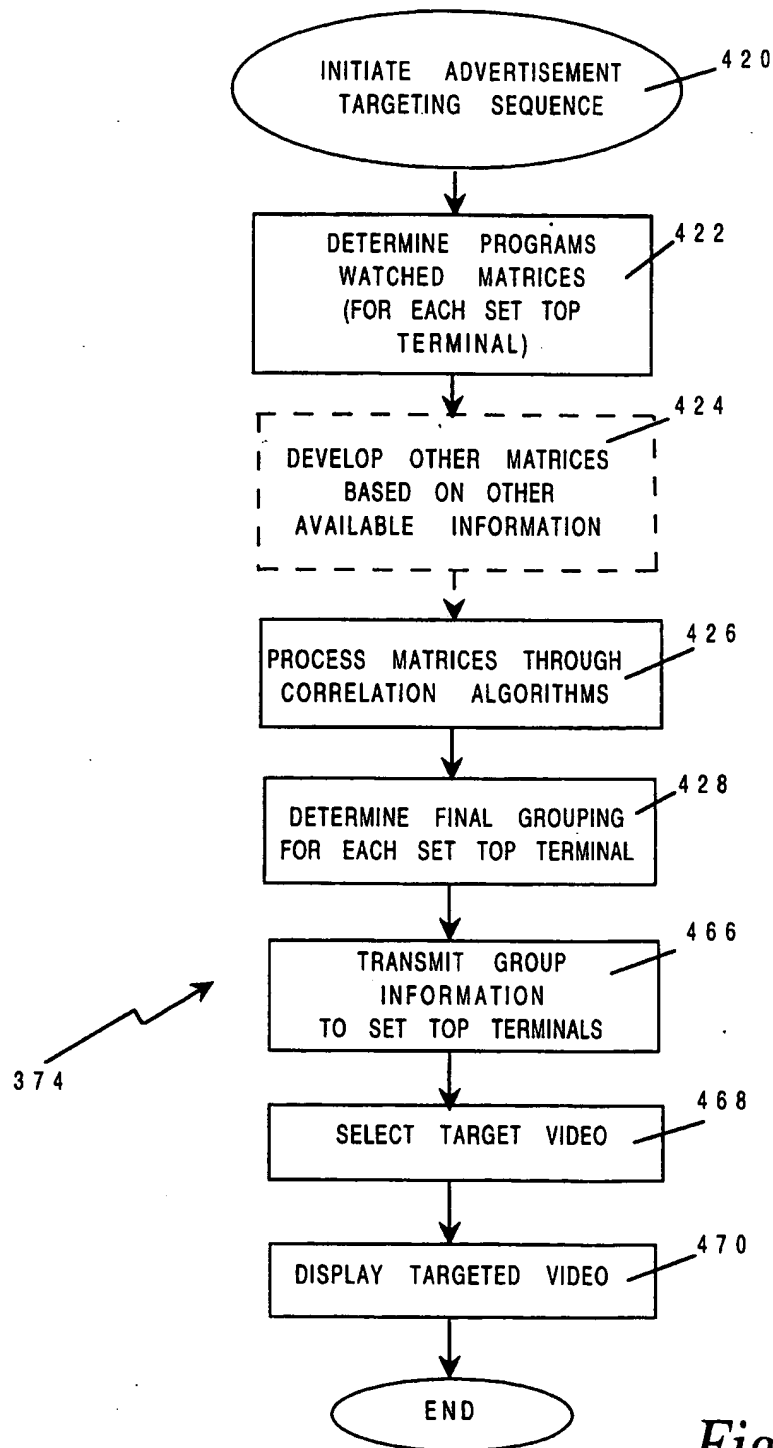 INITIATE ADVERTISEMENT
TARGETING SEQUENCE
420
DETERMINE PROGRAMS
WATCHED MATRICES
(FOR EACH SET TOP
TERMINAL)
422
DEVELOP OTHER MATRICES
BASED ON OTHER
AVAILABLE INFORMATION
424
PROCESS MATRICES THROUGH
CORRELATION ALGORITHMS
426
DETERMINE FINAL GROUPING
FOR EACH SET TOP TERMINAL
428
TRANSMIT GROUP
INFORMATION
TO SET TOP TERMINALS
466
374
SELECT TARGET VIDEO
468
DISPLAY TARGETED VIDEO
470
END